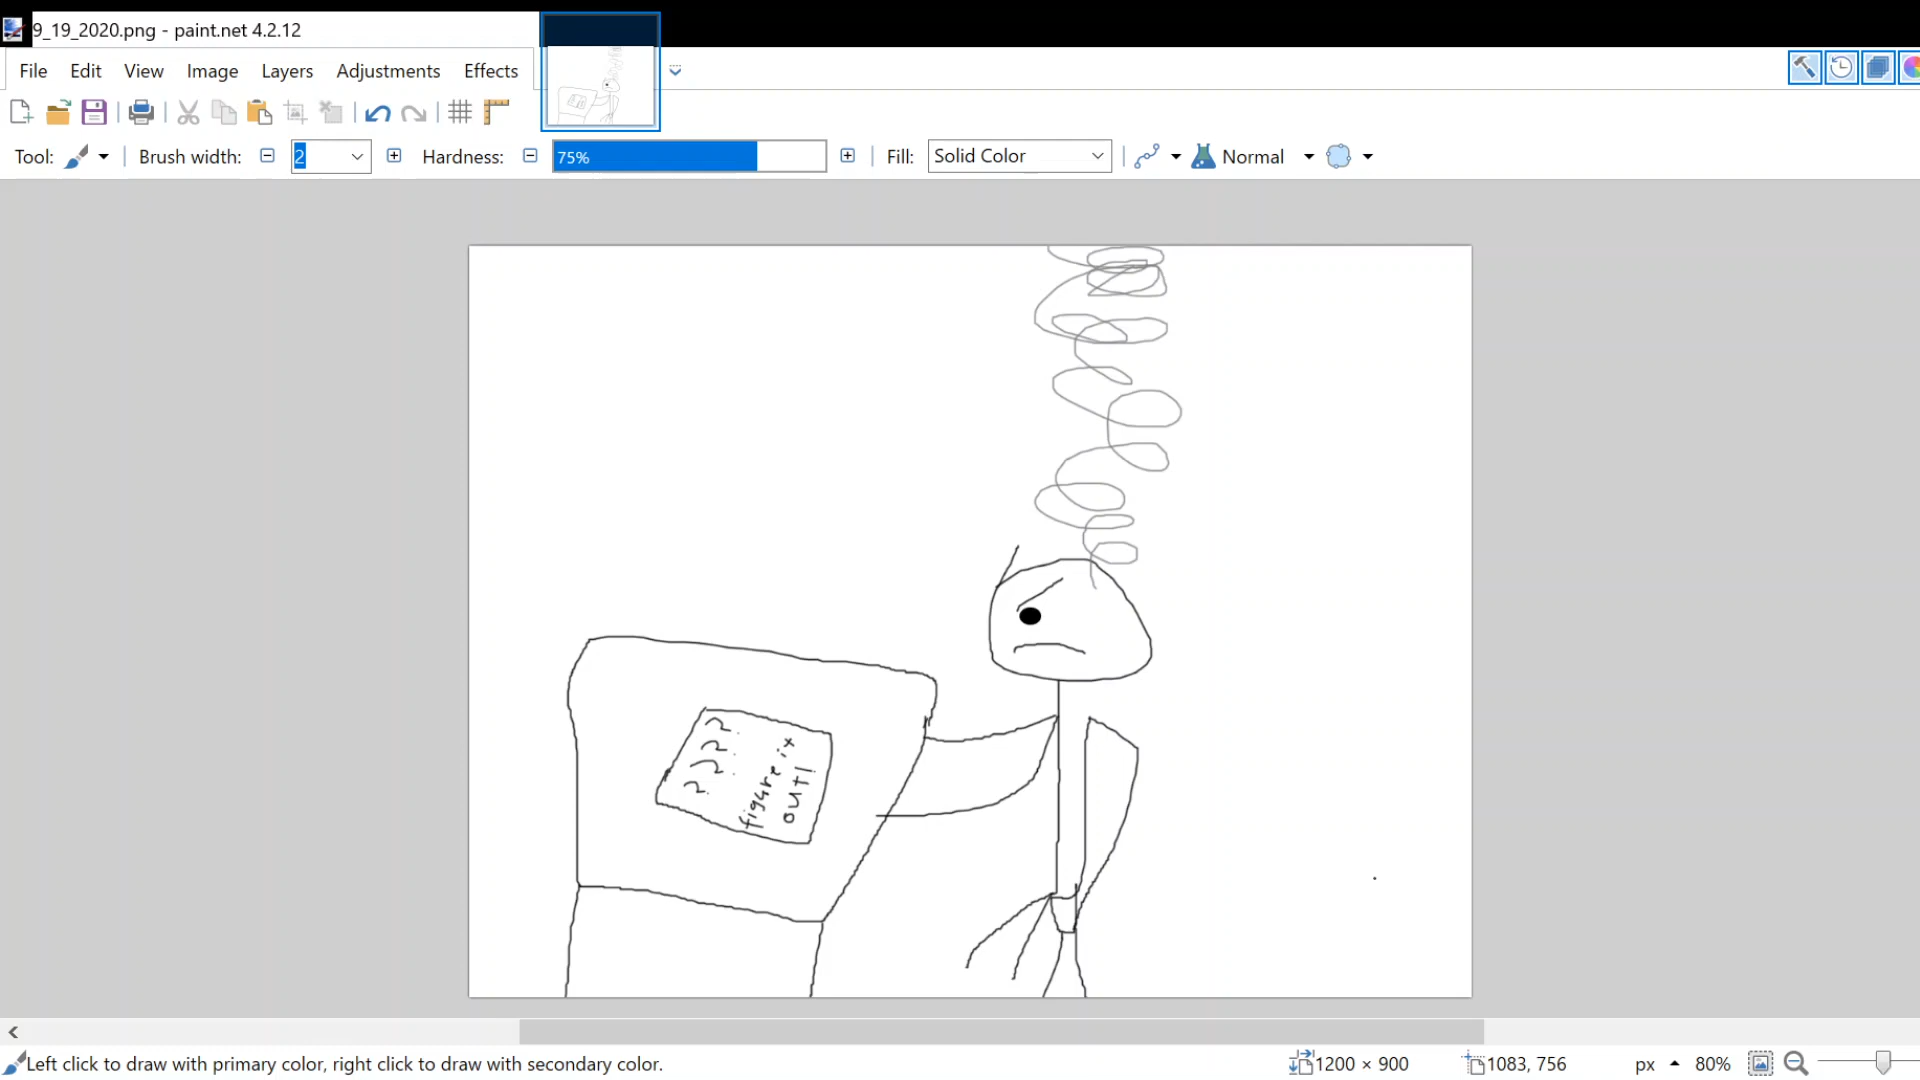 9_19_2020.png - paint.net 4.2.12
File Edit View Image Layers Adjustments Effects
Tool: Brush width: 2 Hardness: 75% Fill: Solid Color Normal
????
figure it
out!
Left click to draw with primary color, right click to draw with secondary color. 1200 × 900 1083, 756 px 80%